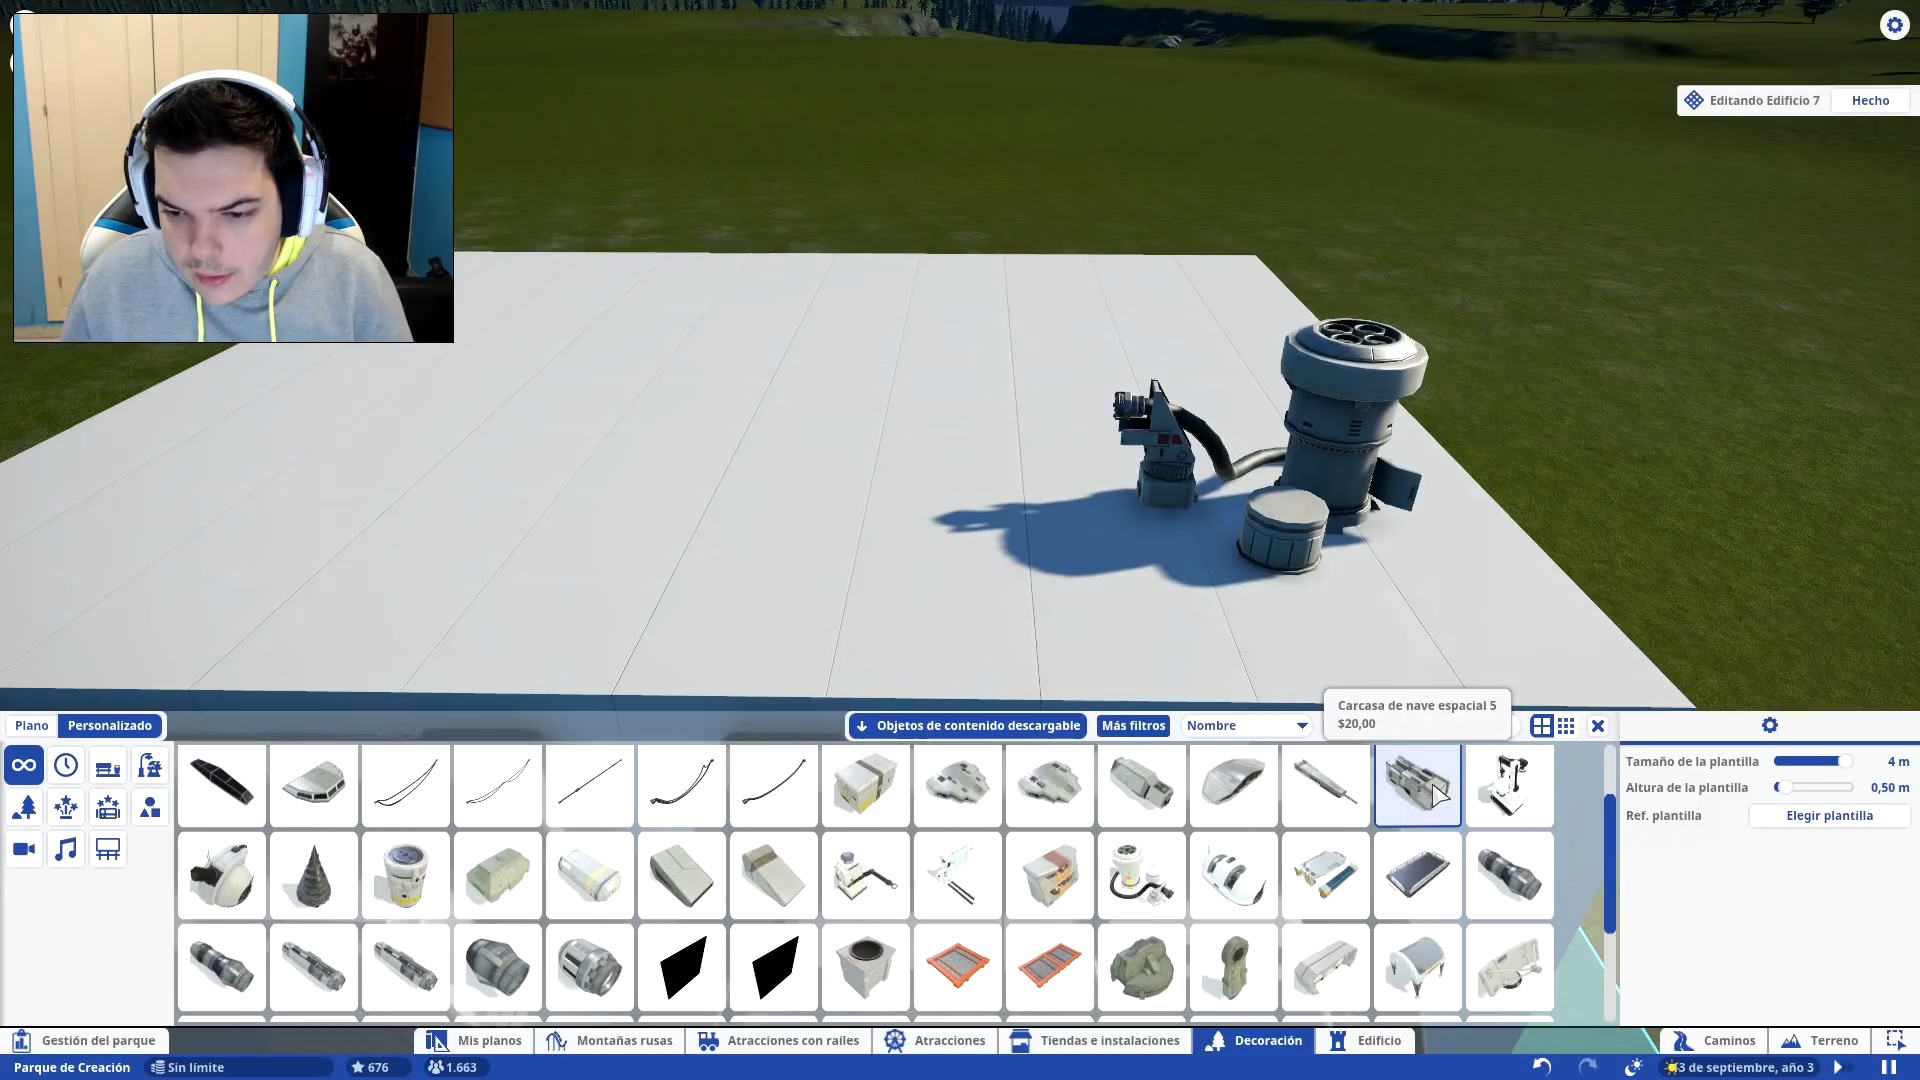 Editando Edificio 7
Hecho
Carcasa de nave espacial 5
$20,00
Plano
Personalizado
Objetos de contenido descargable
Más filtros
Nombre
Tamaño de la plantilla
4 m
Altura de la plantilla
0,50 m
Ref. plantilla
Elegir plantilla
Gestión del parque
Mis planos
Montañas rusas
Atracciones con raíles
Atracciones
Tiendas e instalaciones
Decoración
Edificio
Caminos
Terreno
Parque de Creación
Sin límite
676
1.663
3 de septiembre, año 3